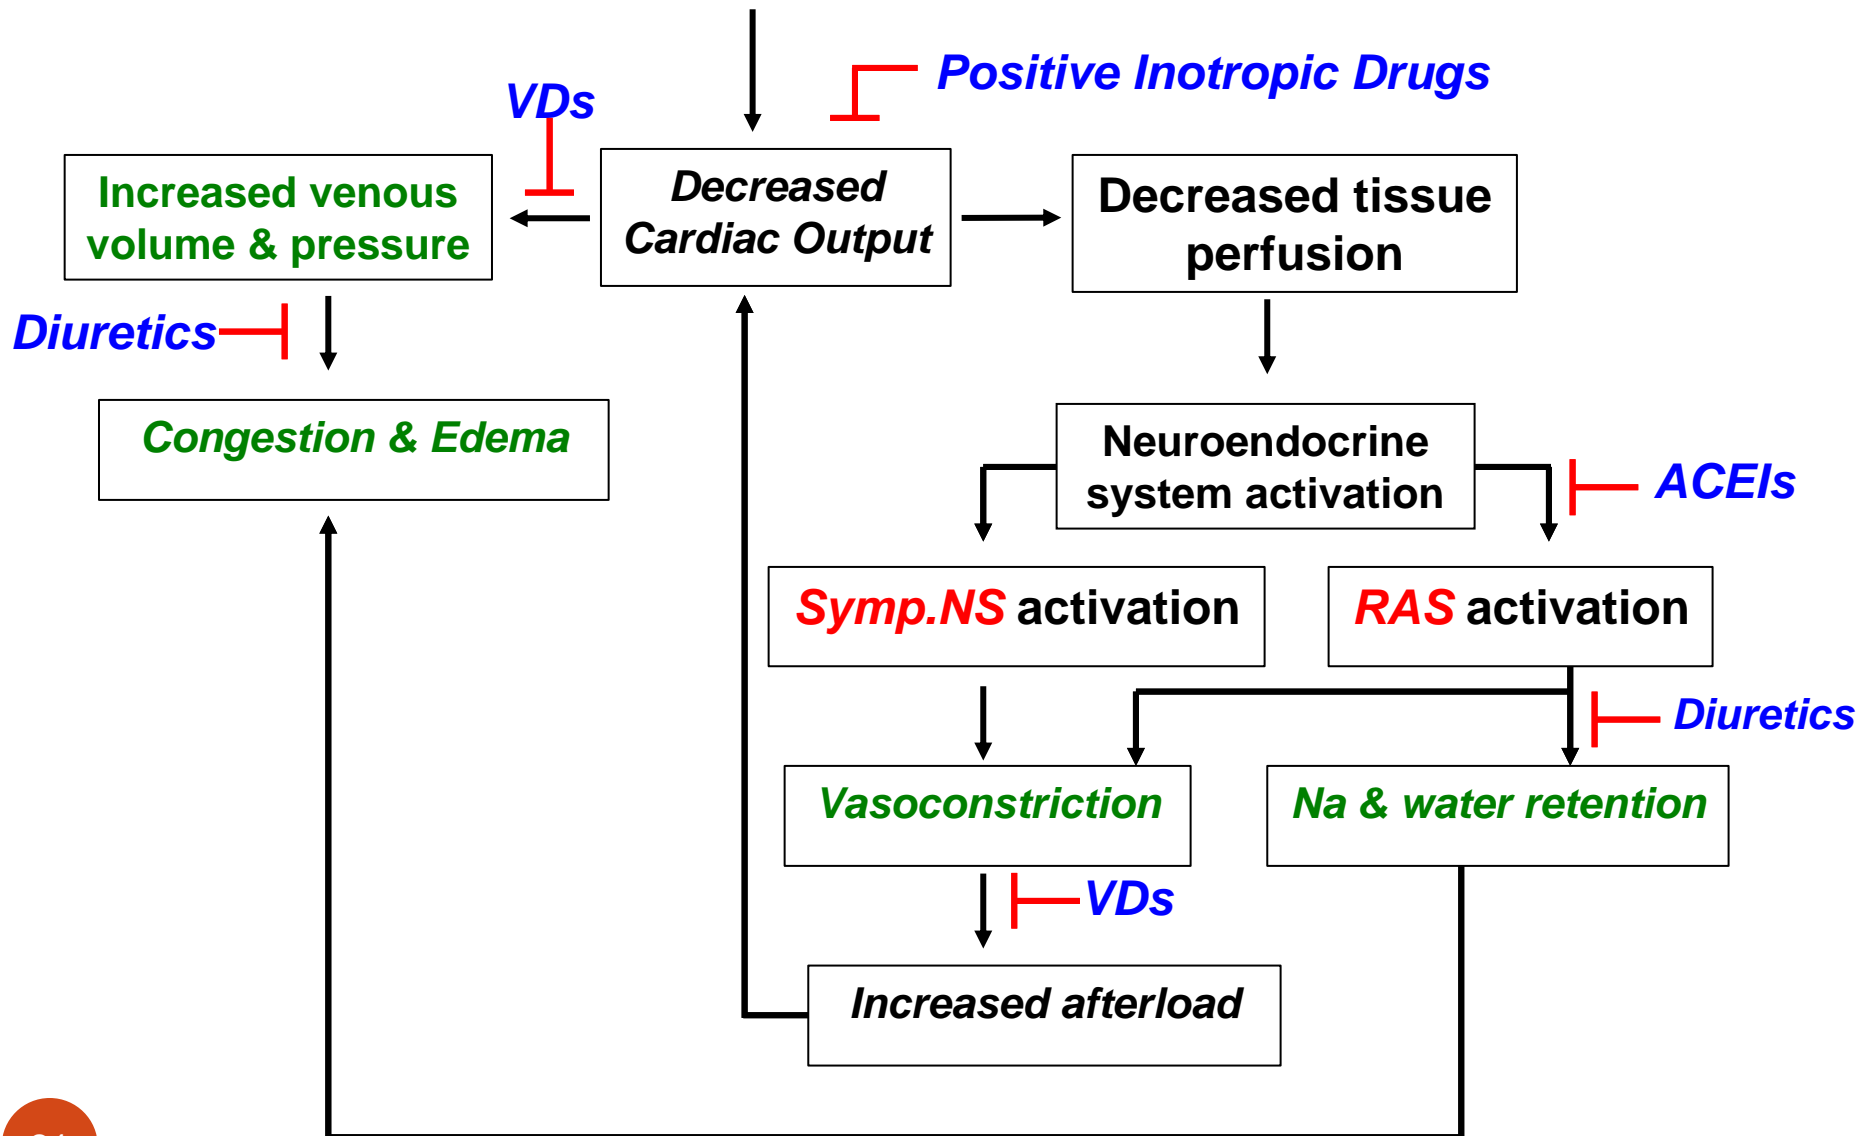 Positive Inotropic Drugs
VDs
Increased venous
volume & pressure
Decreased
Cardiac Output
Decreased tissue
perfusion
Diuretics
Congestion & Edema
Neuroendocrine
system activation
ACEIs
Symp.NS activation
RAS activation
Diuretics
Vasoconstriction
Na & water retention
VDs
Increased afterload